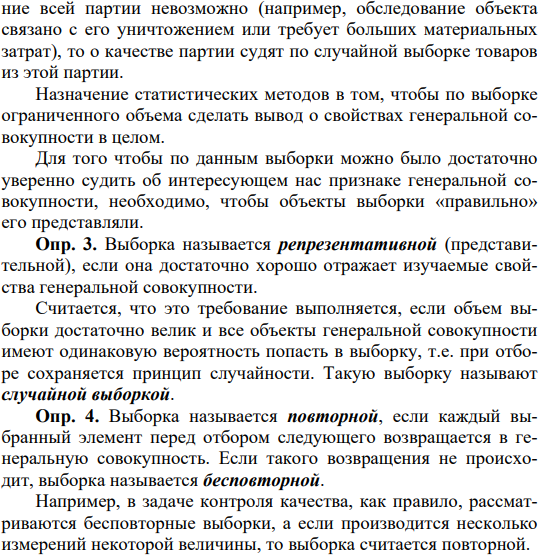 ние всей партии невозможно (например, обследование объекта
связано с его уничтожением или требует больших материальных
затрат), то о качестве партии судят по случайной выборке товаров
из этой партии.
Назначение статистических методов в том, чтобы по выборке
ограниченного объема сделать вывод о свойствах генеральной со-
вокупности в целом.
Для того чтобы по данным выборки можно было достаточно
уверенно судить об интересующем нас признаке генеральной со-
вокупности, необходимо, чтобы объекты выборки «правильно»
его представляли.
Опр. 3. Выборка называется репрезентативной (представи-
тельной), если она достаточно хорошо отражает изучаемые свой-
ства генеральной совокупности.
Считается, что это требование выполняется, если объем вы-
борки достаточно велик и все объекты генеральной совокупности
имеют одинаковую вероятность попасть в выборку, т.е. при отбо-
ре сохраняется принцип случайности. Такую выборку называют
случайной выборкой.
Опр. 4. Выборка называется повторной, если каждый вы-
бранный элемент перед отбором следующего возвращается в ге-
неральную совокупность. Если такого возвращения не происхо-
дит, выборка называется бесповторной.
Например, в задаче контроля качества, как правило, рассмат-
риваются бесповторные выборки, а если производится несколько
измерений некоторой величины, то выборка считается повторной.